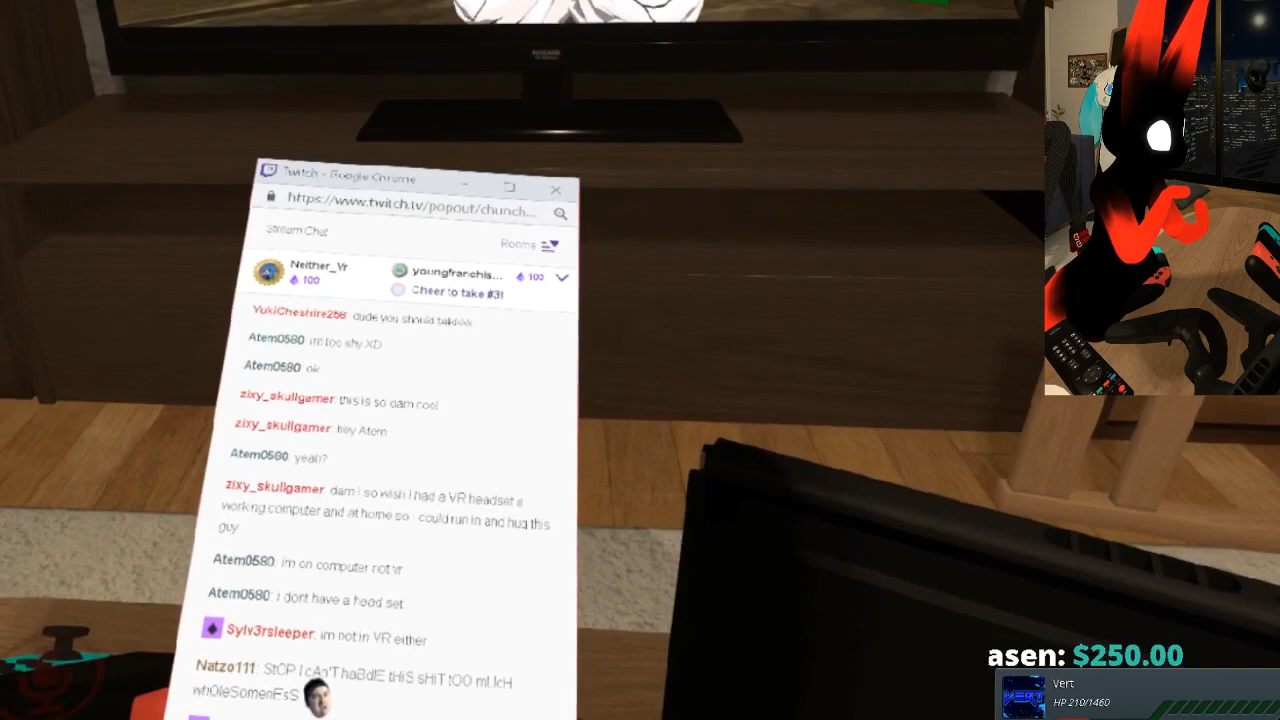 Twitch - Google Chrome
https://www.twitch.tv/popout/chunch...
Stream Chat
Rooms
Neither_Vr
100
youngfranchis...
100
Cheer to take #3!
YukiCheshire256: dude you should talkkkk
Atem0580 im too shy XD
Atem0580 ok
zixy_skullgamer this is so dam cool
zixy_skullgamer: hey Atem
Atem0580: yeah?
zixy_skullgamer: dam i so wish i had a VR headset a
working computer and at home so i could run in and hug this
guy
Atem0580: im on computer not vr
Atem0580: i dont have a head set
Sylv3rsleeper: im not in VR either
Natzo111: StOP I cAn'T haBdlE tHiS sHiT tOO mUcH
whOleSomenEsS
asen: $250.00
VERT
Vert
HP 210/1460